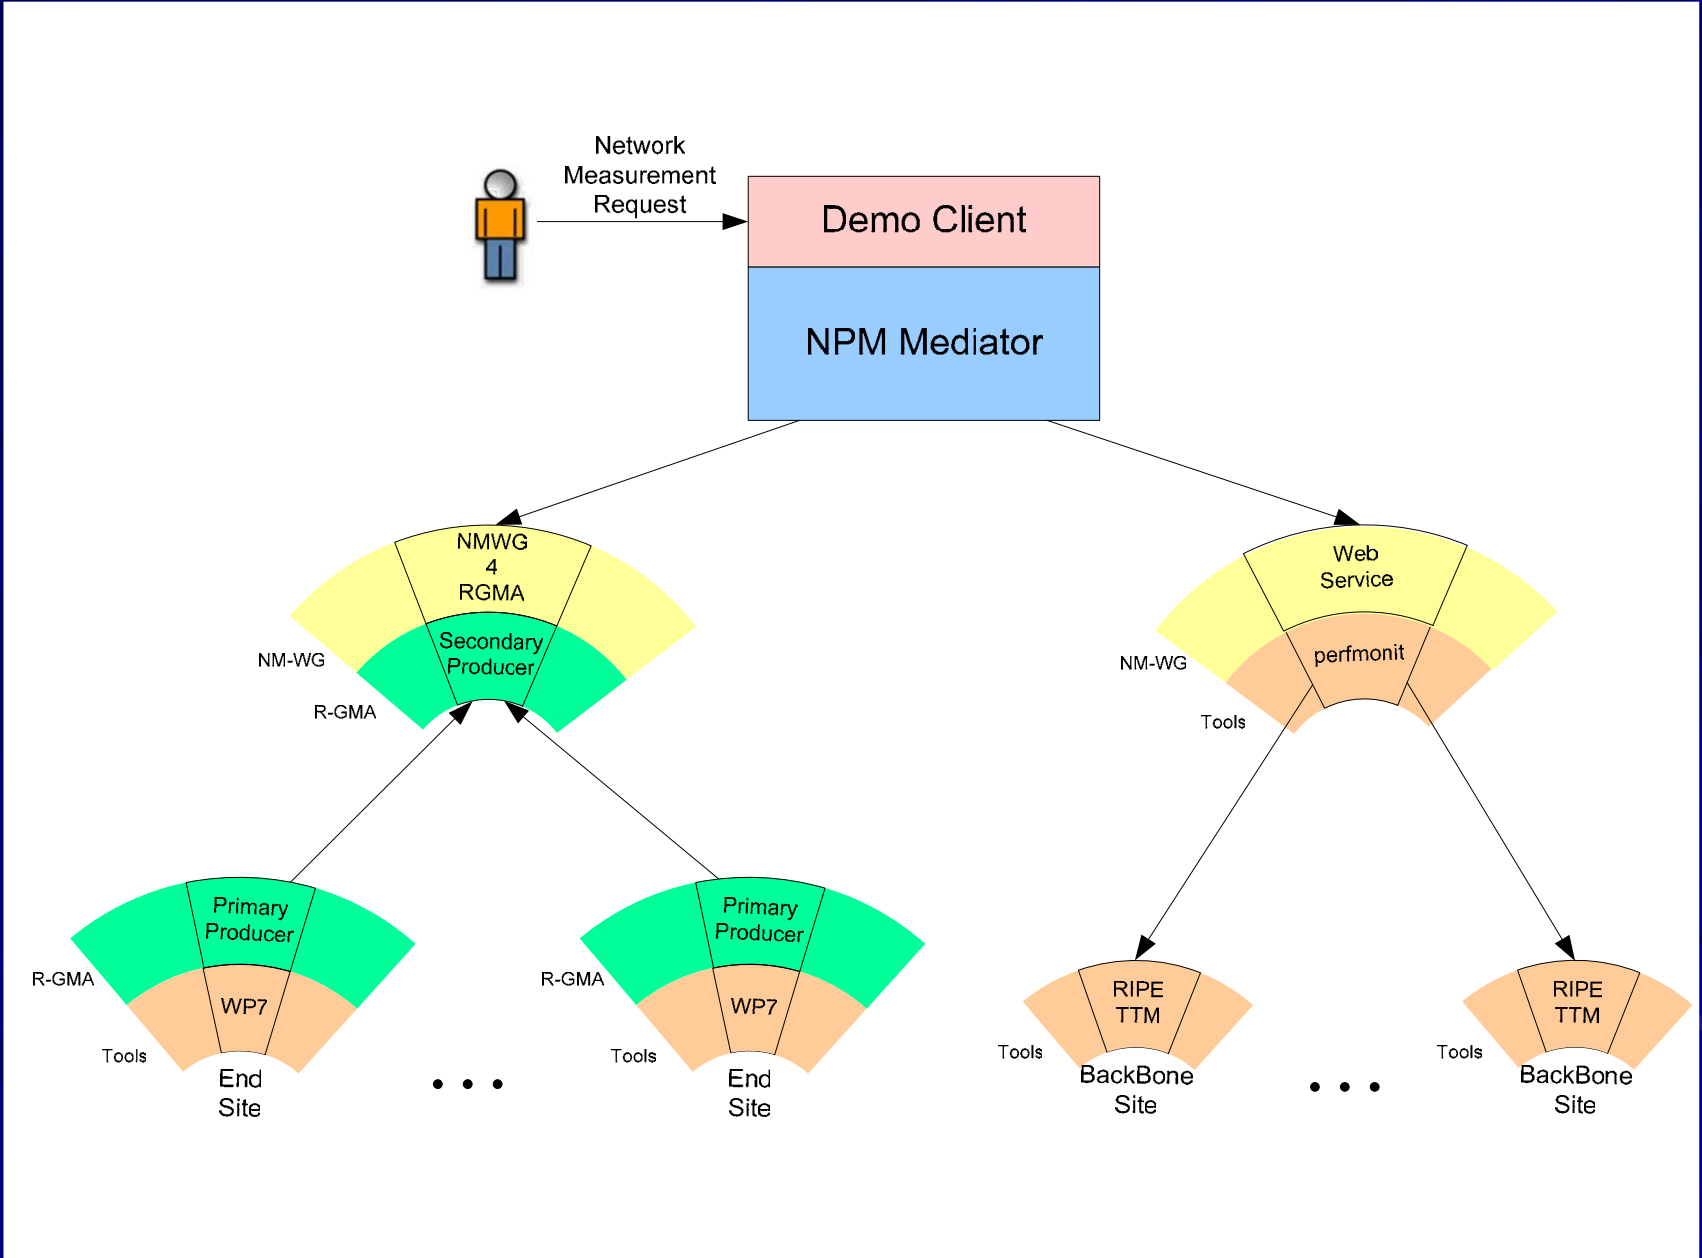 Network
Measurement
Request
Demo Client
NPM Mediator
NMWG
4
RGMA
Secondary
Producer
NM-WG
R-GMA
Web
Service
perfmonit
NM-WG
Tools
Primary
Producer
R-GMA
WP7
Tools
End
Site
• • •
Primary
Producer
R-GMA
WP7
Tools
End
Site
RIPE
TTM
Tools
BackBone
Site
• • •
RIPE
TTM
Tools
BackBone
Site